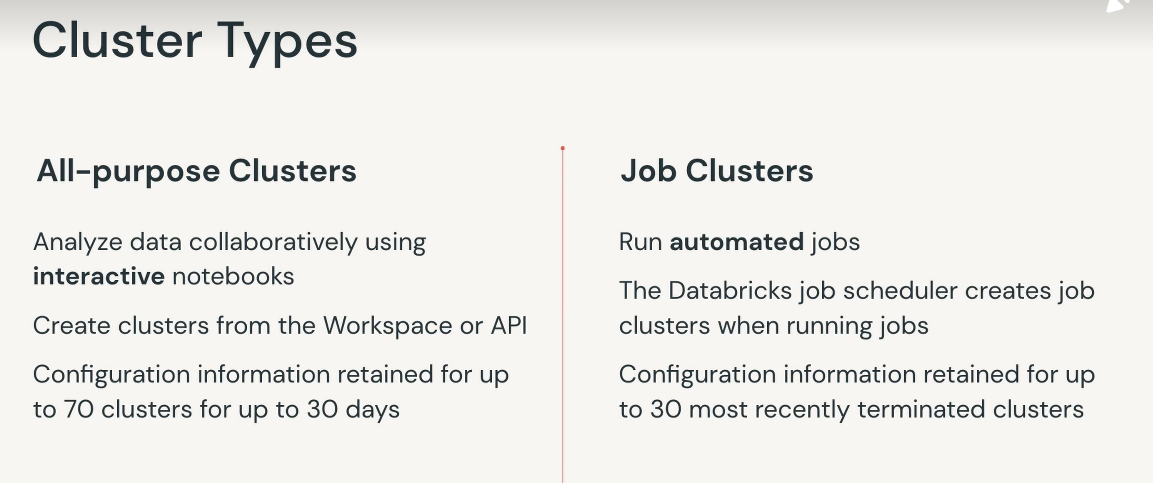 Cluster Types
All-purpose Clusters
Analyze data collaboratively using
interactive notebooks
Create clusters from the Workspace or API
Configuration information retained for up
to 70 clusters for up to 30 days
Job Clusters
Run automated jobs
The Databricks job scheduler creates job
clusters when running jobs
Configuration information retained for up
to 30 most recently terminated clusters